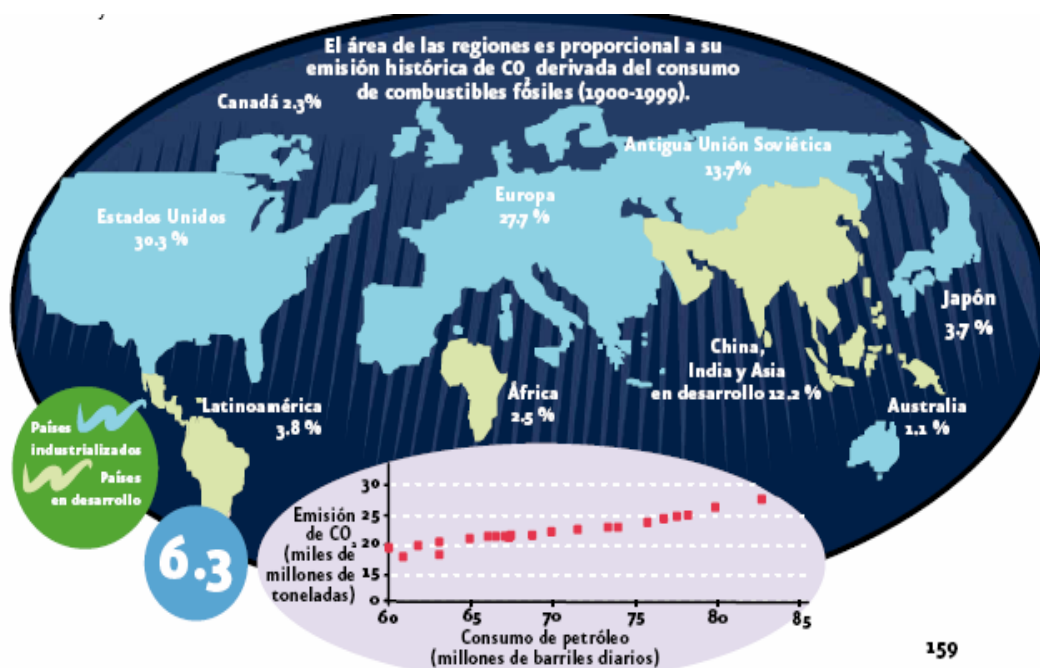 El área de las regiones es proporcional a su
emisión histórica de CO₂ derivada del consumo
de combustibles fósiles (1900-1999).
Canadá 2.3%
Antigua Unión Soviética
13.7%
Estados Unidos
30.3 %
Europa
27.7 %
Japón
3.7 %
China,
India y Asia
en desarrollo 12.2 %
Latinoamérica
3.8 %
África
2.5 %
Australia
1.1 %
Países
industrializados
Países
en desarrollo
6.3
Emisión
de CO₂
(miles de
millones de
toneladas)
30
25
20
15
0
60 65 70 75 80 85
Consumo de petróleo
(millones de barriles diarios)
159